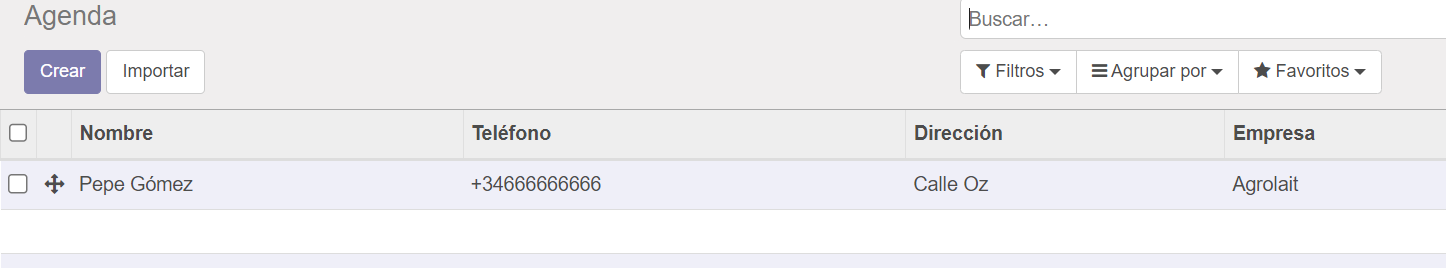 Agenda
Buscar...
Crear Importar
Filtros Agrupar por Favoritos
Nombre Teléfono Dirección Empresa
Pepe Gómez +34666666666 Calle Oz Agrolait